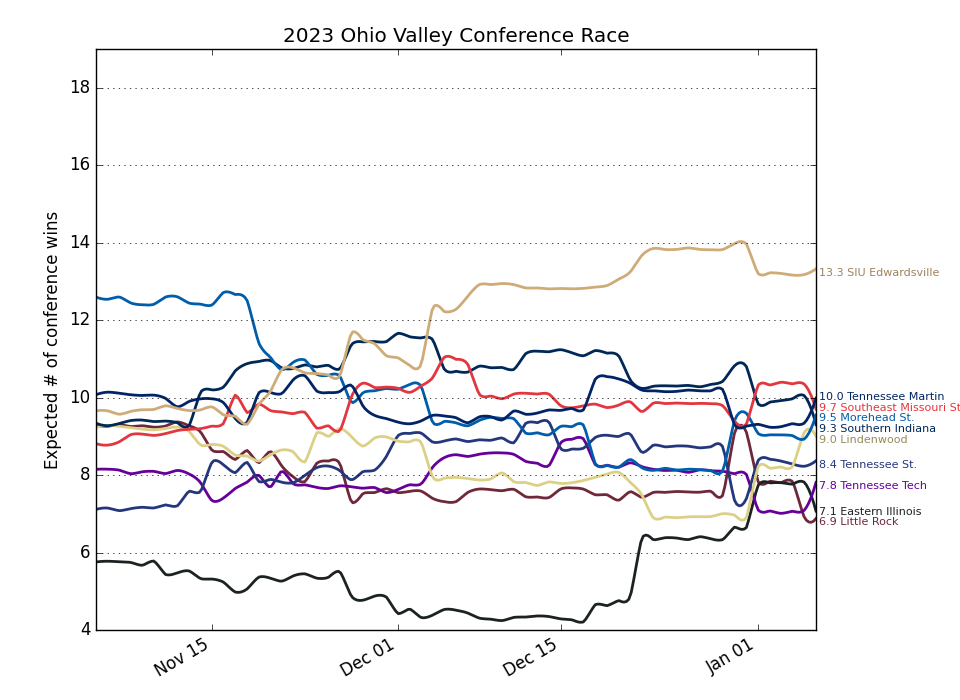 2023 Ohio Valley Conference Race
Expected # of conference wins
18
16
14
12
10
8
6
4
Nov 15
Dec 01
Dec 15
Jan 01
13.3 SIU Edwardsville
10.0 Tennessee Martin
9.7 Southeast Missouri St
9.5 Morehead St.
9.3 Southern Indiana
9.0 Lindenwood
8.4 Tennessee St.
7.8 Tennessee Tech
7.1 Eastern Illinois
6.9 Little Rock